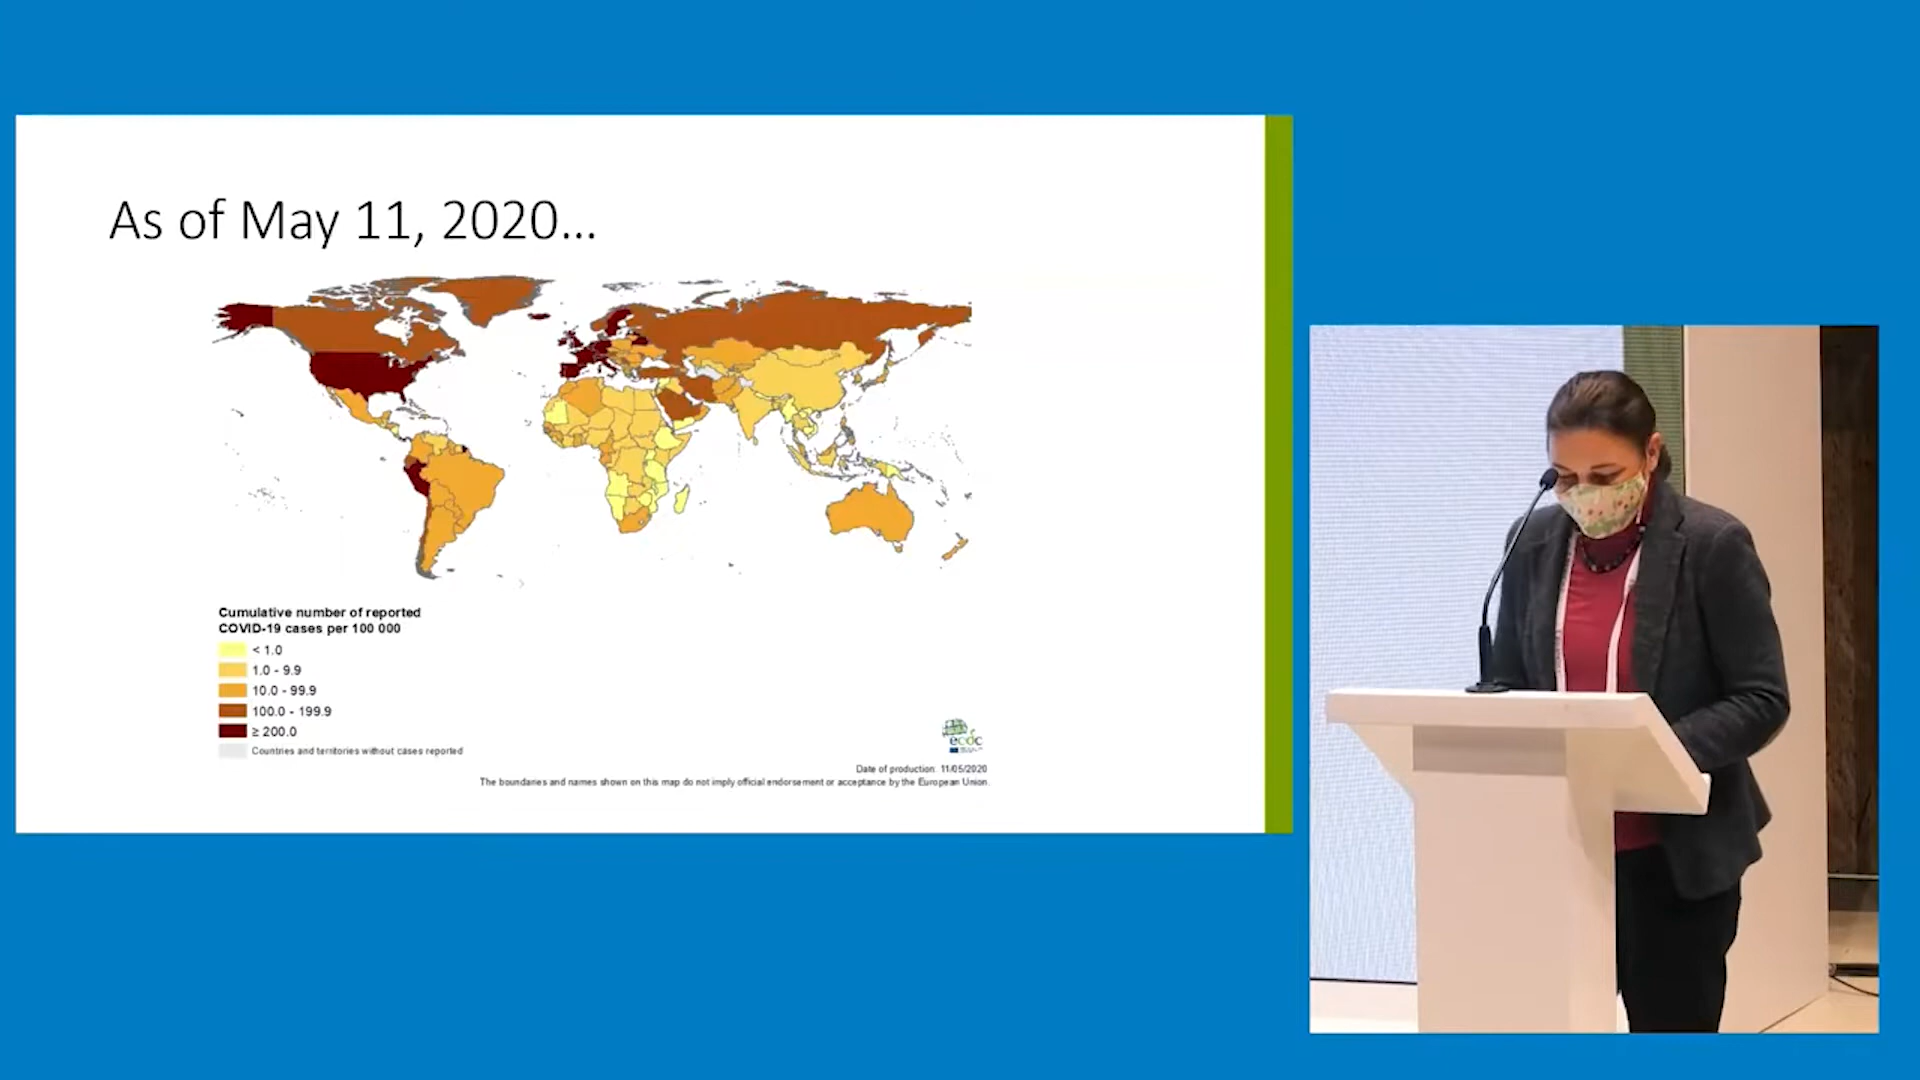 As of May 11, 2020...
Cumulative number of reported
COVID-19 cases per 100 000
< 1.0
1.0 - 9.9
10.0 - 99.9
100.0 - 199.9
≥ 200.0
Countries and territories without cases reported
ecdc
Date of production: 11/05/2020
The boundaries and names shown on this map do not imply official endorsement or acceptance by the European Union.